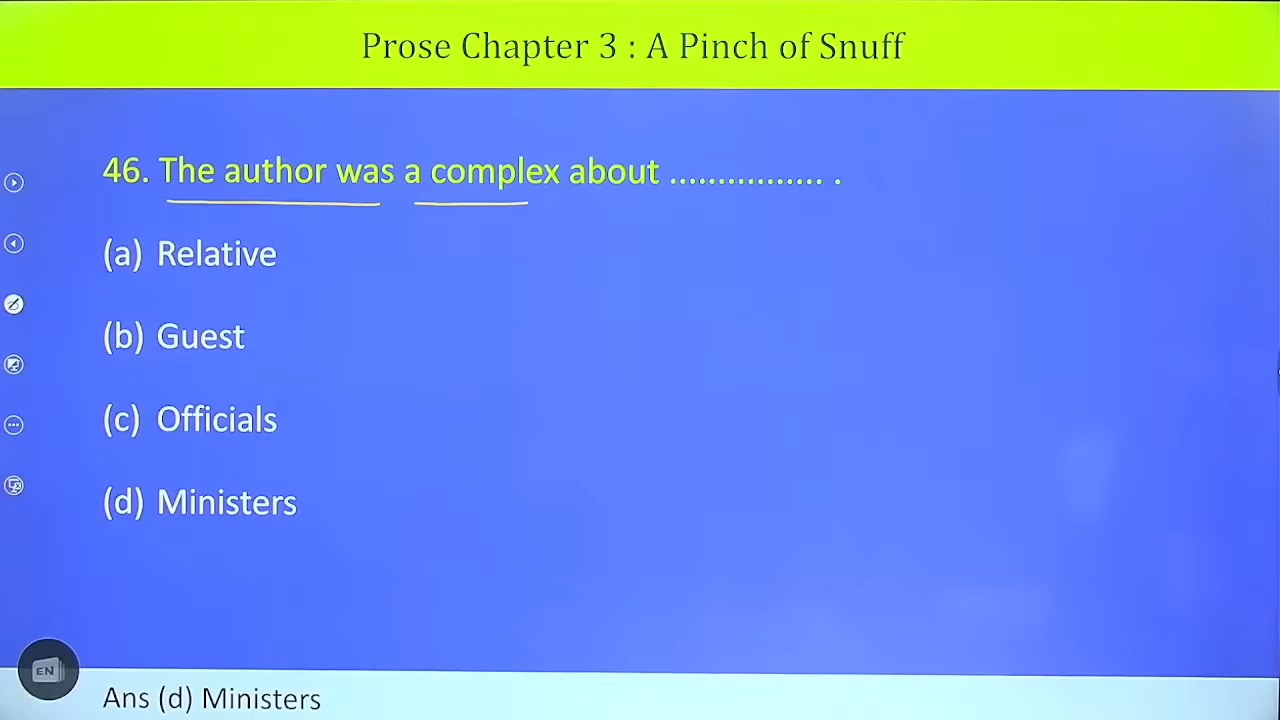 Prose Chapter 3 : A Pinch of Snuff
46. The author was a complex about ................ .
(a) Relative
(b) Guest
(c) Officials
(d) Ministers
EN
Ans (d) Ministers